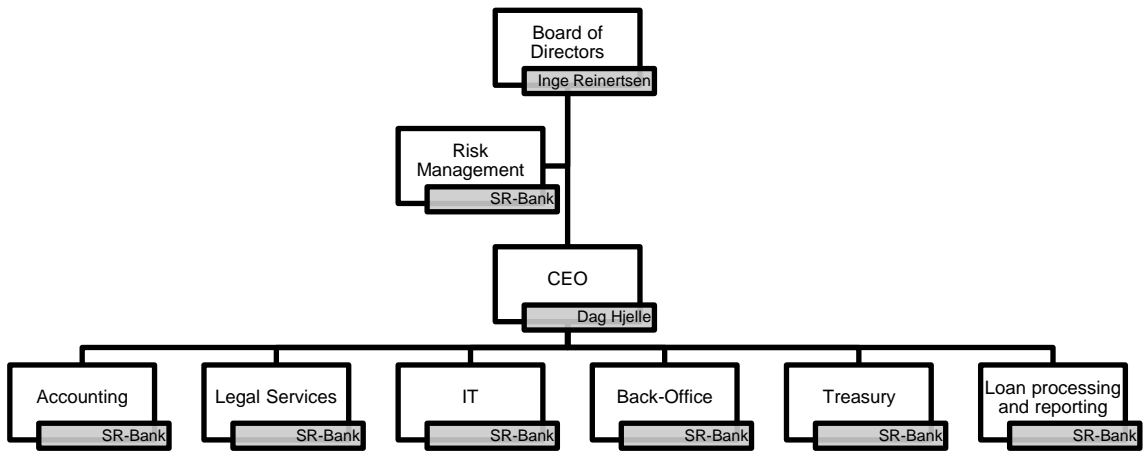 Board of
Directors
Inge Reinertsen
Risk
Management
SR-Bank
CEO
Dag Hjelle
Accounting
SR-Bank
Legal Services
SR-Bank
IT
SR-Bank
Back-Office
SR-Bank
Treasury
SR-Bank
Loan processing
and reporting
SR-Bank